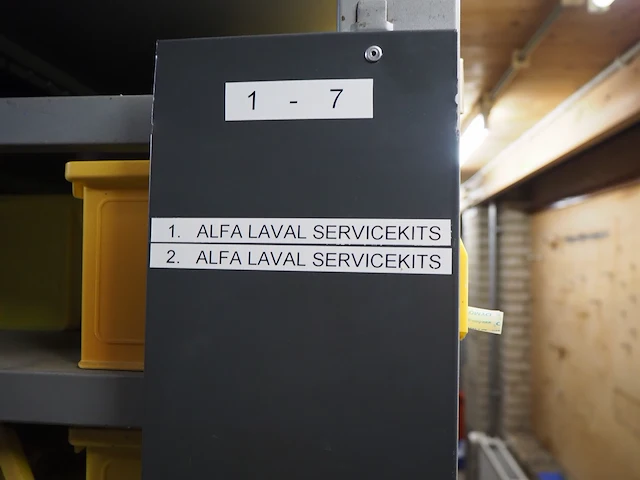 1 - 7
1. ALFA LAVAL SERVICEKITS
2. ALFA LAVAL SERVICEKITS